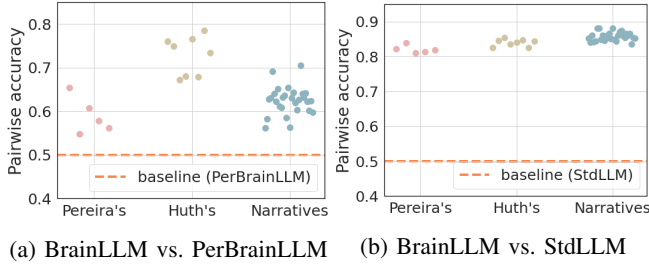 Pairwise accuracy
0.8
0.7
0.6
0.5
0.4
baseline (PerBrainLLM)
Pereira's Huth's Narratives
(a) BrainLLM vs. PerBrainLLM
Pairwise accuracy
0.9
0.8
0.7
0.6
0.5
0.4
baseline (StdLLM)
Pereira's Huth's Narratives
(b) BrainLLM vs. StdLLM